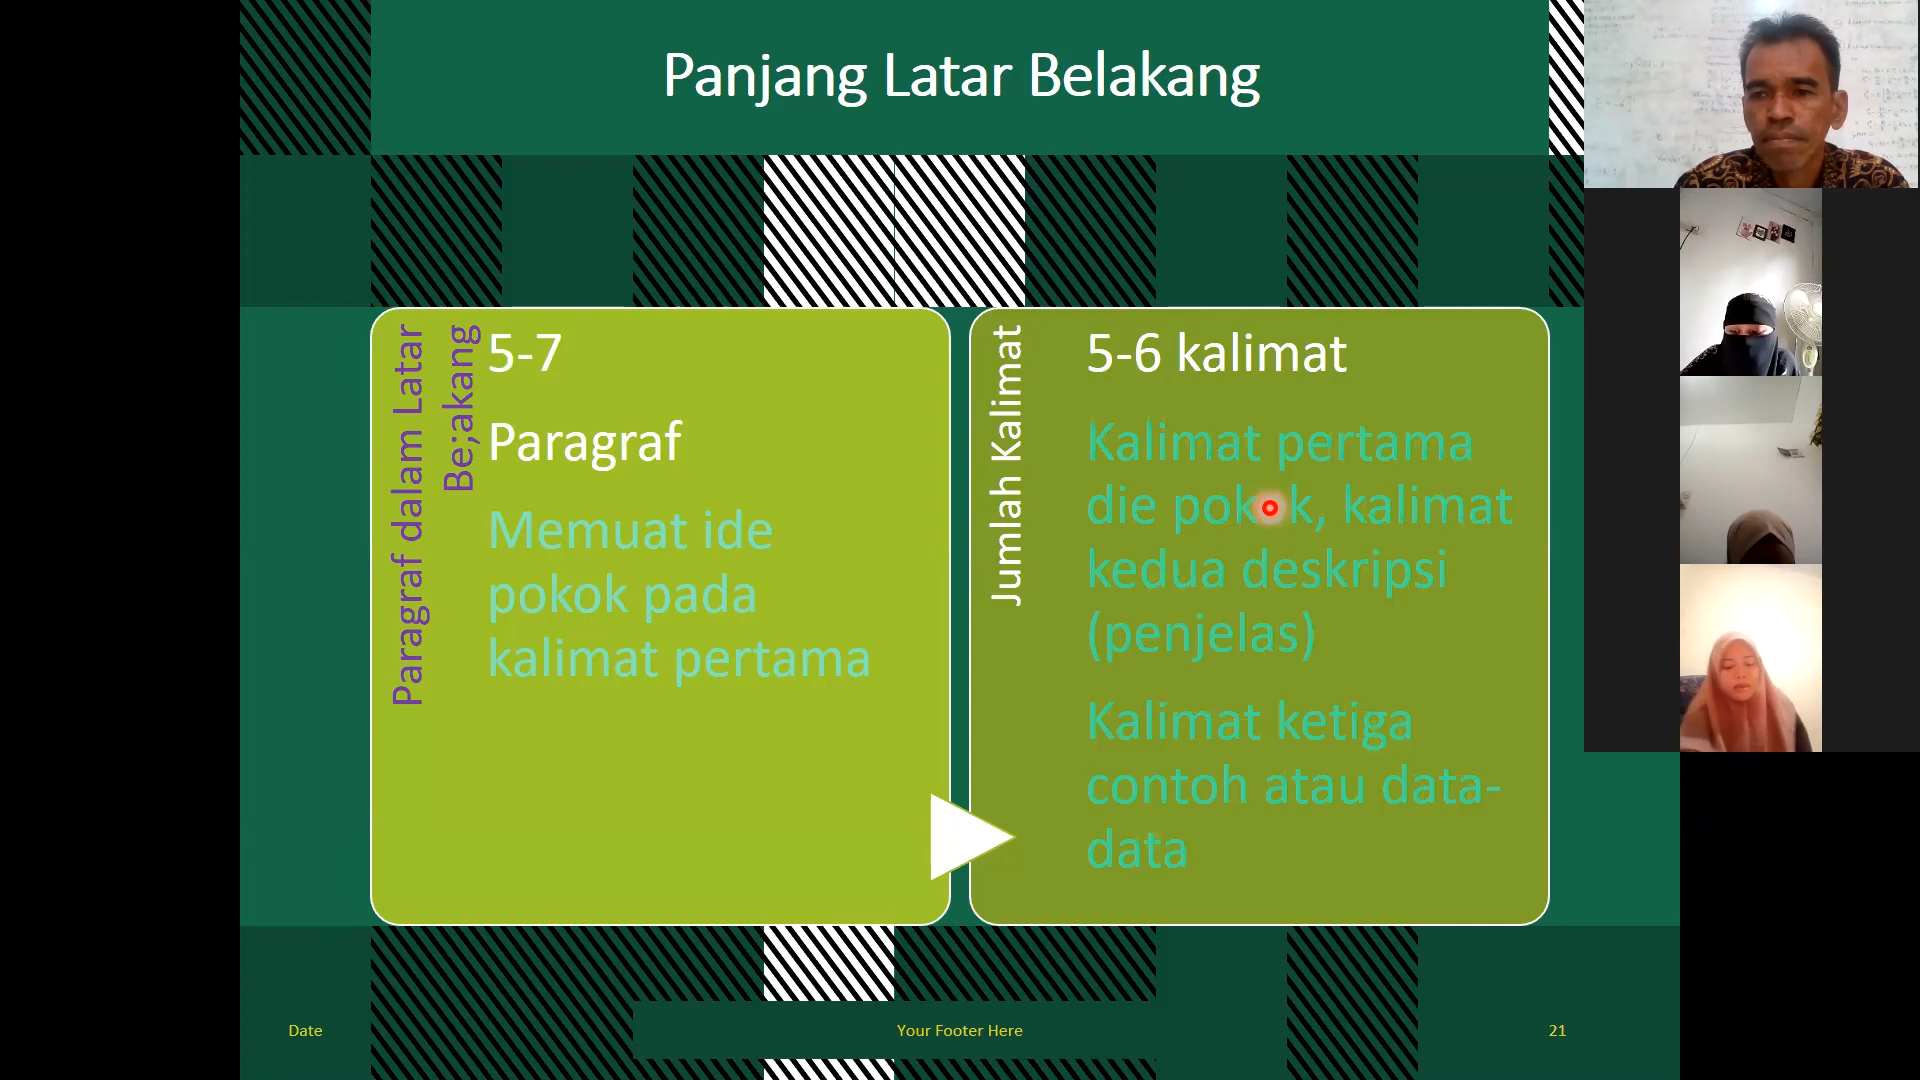 Panjang Latar Belakang
Paragraf dalam Latar
Be;akang
5-7
Paragraf
Memuat ide
pokok pada
kalimat pertama
Jumlah Kalimat
5-6 kalimat
Kalimat pertama
die pokok, kalimat
kedua deskripsi
(penjelas)
Kalimat ketiga
contoh atau data-
data
Date
Your Footer Here
21